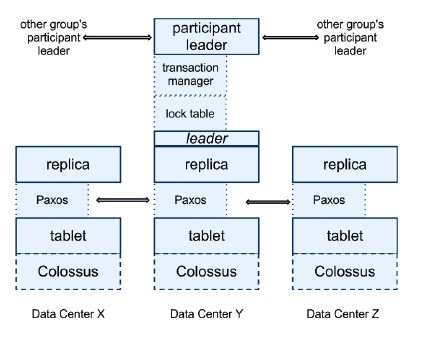 other group's
participant
leader
participant
leader
other group's
participant
leader
transaction
manager
lock table
leader
replica
replica
replica
Paxos
Paxos
Paxos
tablet
tablet
tablet
Colossus
Colossus
Colossus
Data Center X
Data Center Y
Data Center Z